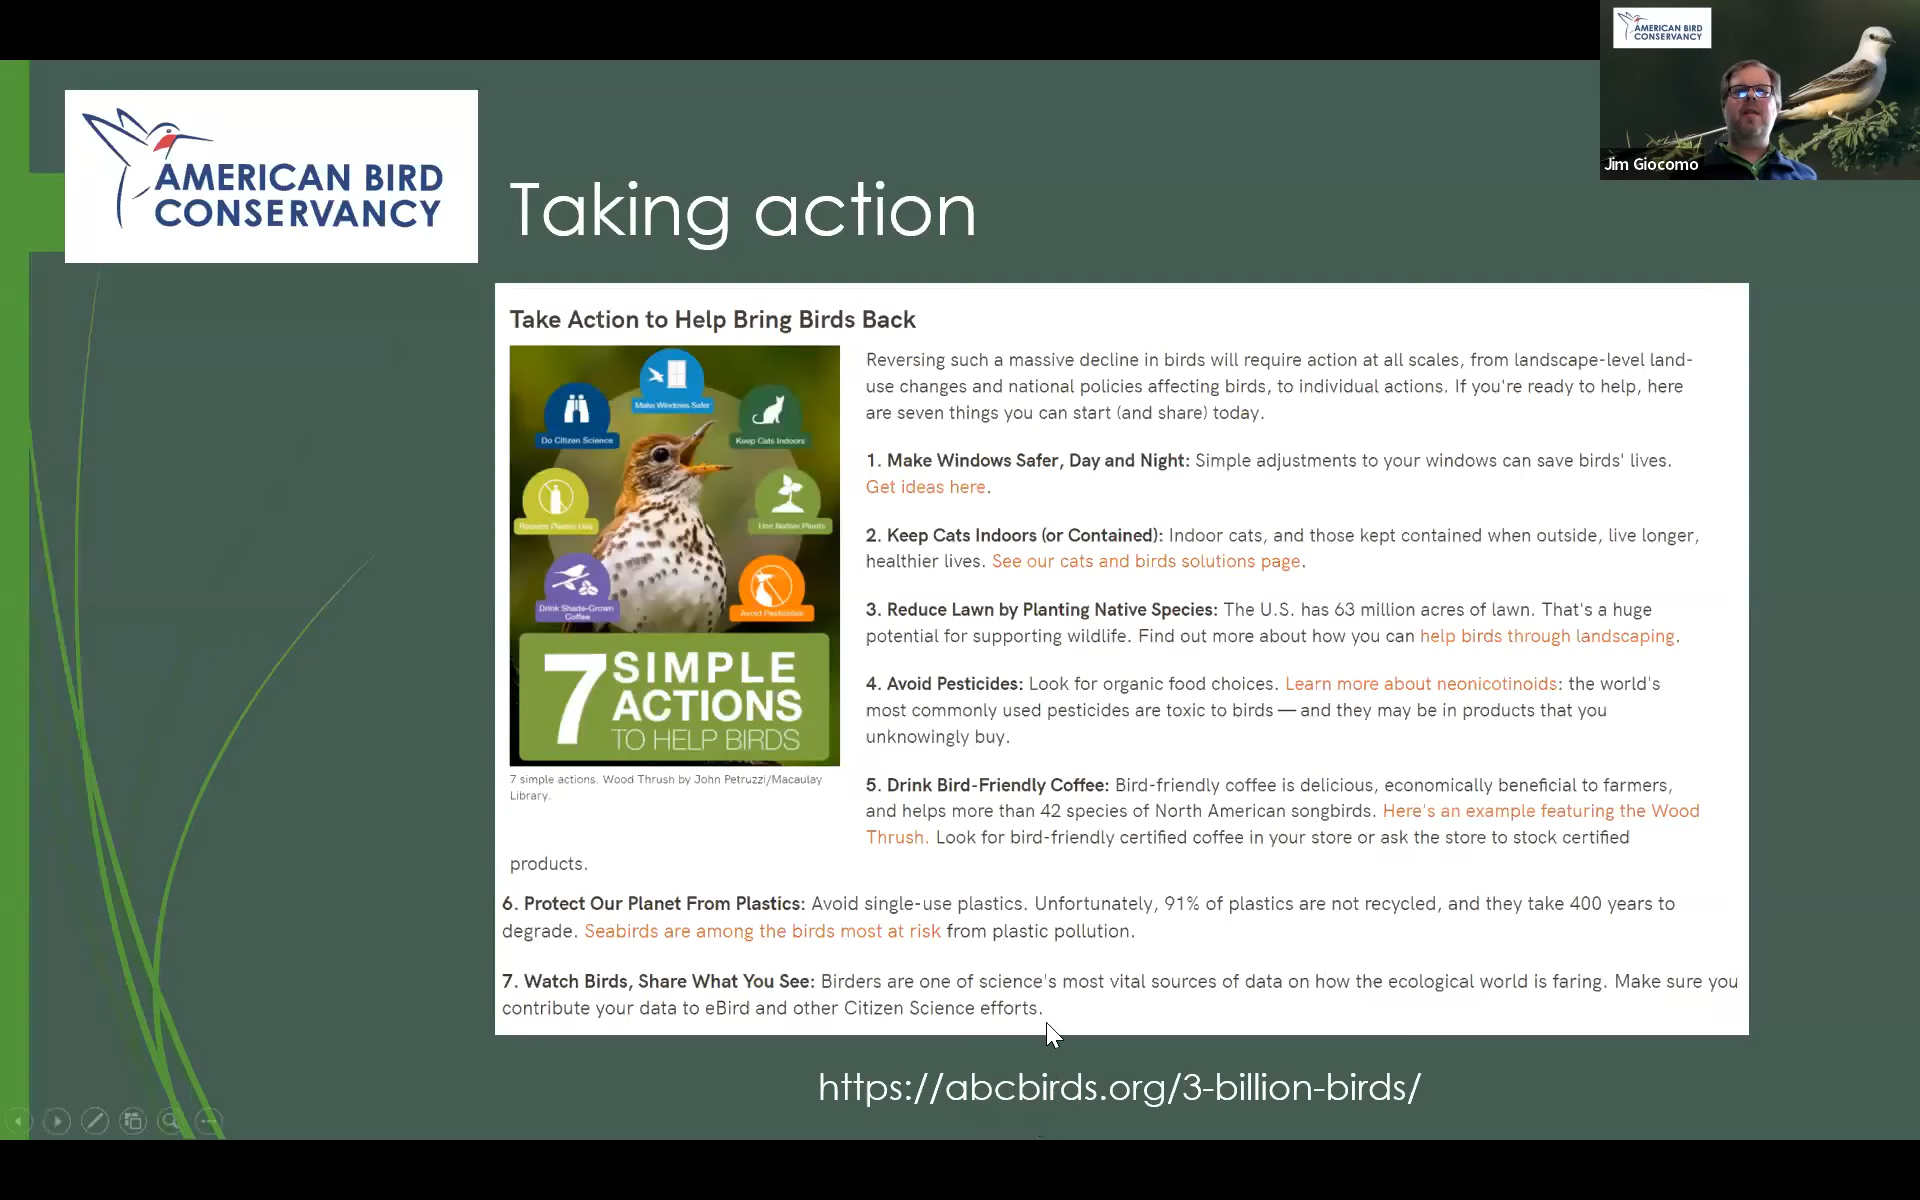 AMERICAN BIRD
CONSERVANCY
Jim Giocomo
AMERICAN BIRD
CONSERVANCY
Taking action
Take Action to Help Bring Birds Back
Make Windows Safer
Do Citizen Science
Keep Cats Indoors
Reduce Plastic Use
Use Native Plants
Drink Shade-Grown
Coffee
Avoid Pesticides
7 SIMPLE
ACTIONS
TO HELP BIRDS
7 simple actions. Wood Thrush by John Petruzzi/Macaulay
Library.
Reversing such a massive decline in birds will require action at all scales, from landscape-level land-
use changes and national policies affecting birds, to individual actions. If you're ready to help, here
are seven things you can start (and share) today.
1. Make Windows Safer, Day and Night: Simple adjustments to your windows can save birds' lives.
Get ideas here.
2. Keep Cats Indoors (or Contained): Indoor cats, and those kept contained when outside, live longer,
healthier lives. See our cats and birds solutions page.
3. Reduce Lawn by Planting Native Species: The U.S. has 63 million acres of lawn. That's a huge
potential for supporting wildlife. Find out more about how you can help birds through landscaping.
4. Avoid Pesticides: Look for organic food choices. Learn more about neonicotinoids: the world's
most commonly used pesticides are toxic to birds — and they may be in products that you
unknowingly buy.
5. Drink Bird-Friendly Coffee: Bird-friendly coffee is delicious, economically beneficial to farmers,
and helps more than 42 species of North American songbirds. Here's an example featuring the Wood
Thrush. Look for bird-friendly certified coffee in your store or ask the store to stock certified
products.
6. Protect Our Planet From Plastics: Avoid single-use plastics. Unfortunately, 91% of plastics are not recycled, and they take 400 years to
degrade. Seabirds are among the birds most at risk from plastic pollution.
7. Watch Birds, Share What You See: Birders are one of science's most vital sources of data on how the ecological world is faring. Make sure you
contribute your data to eBird and other Citizen Science efforts.
https://abcbirds.org/3-billion-birds/